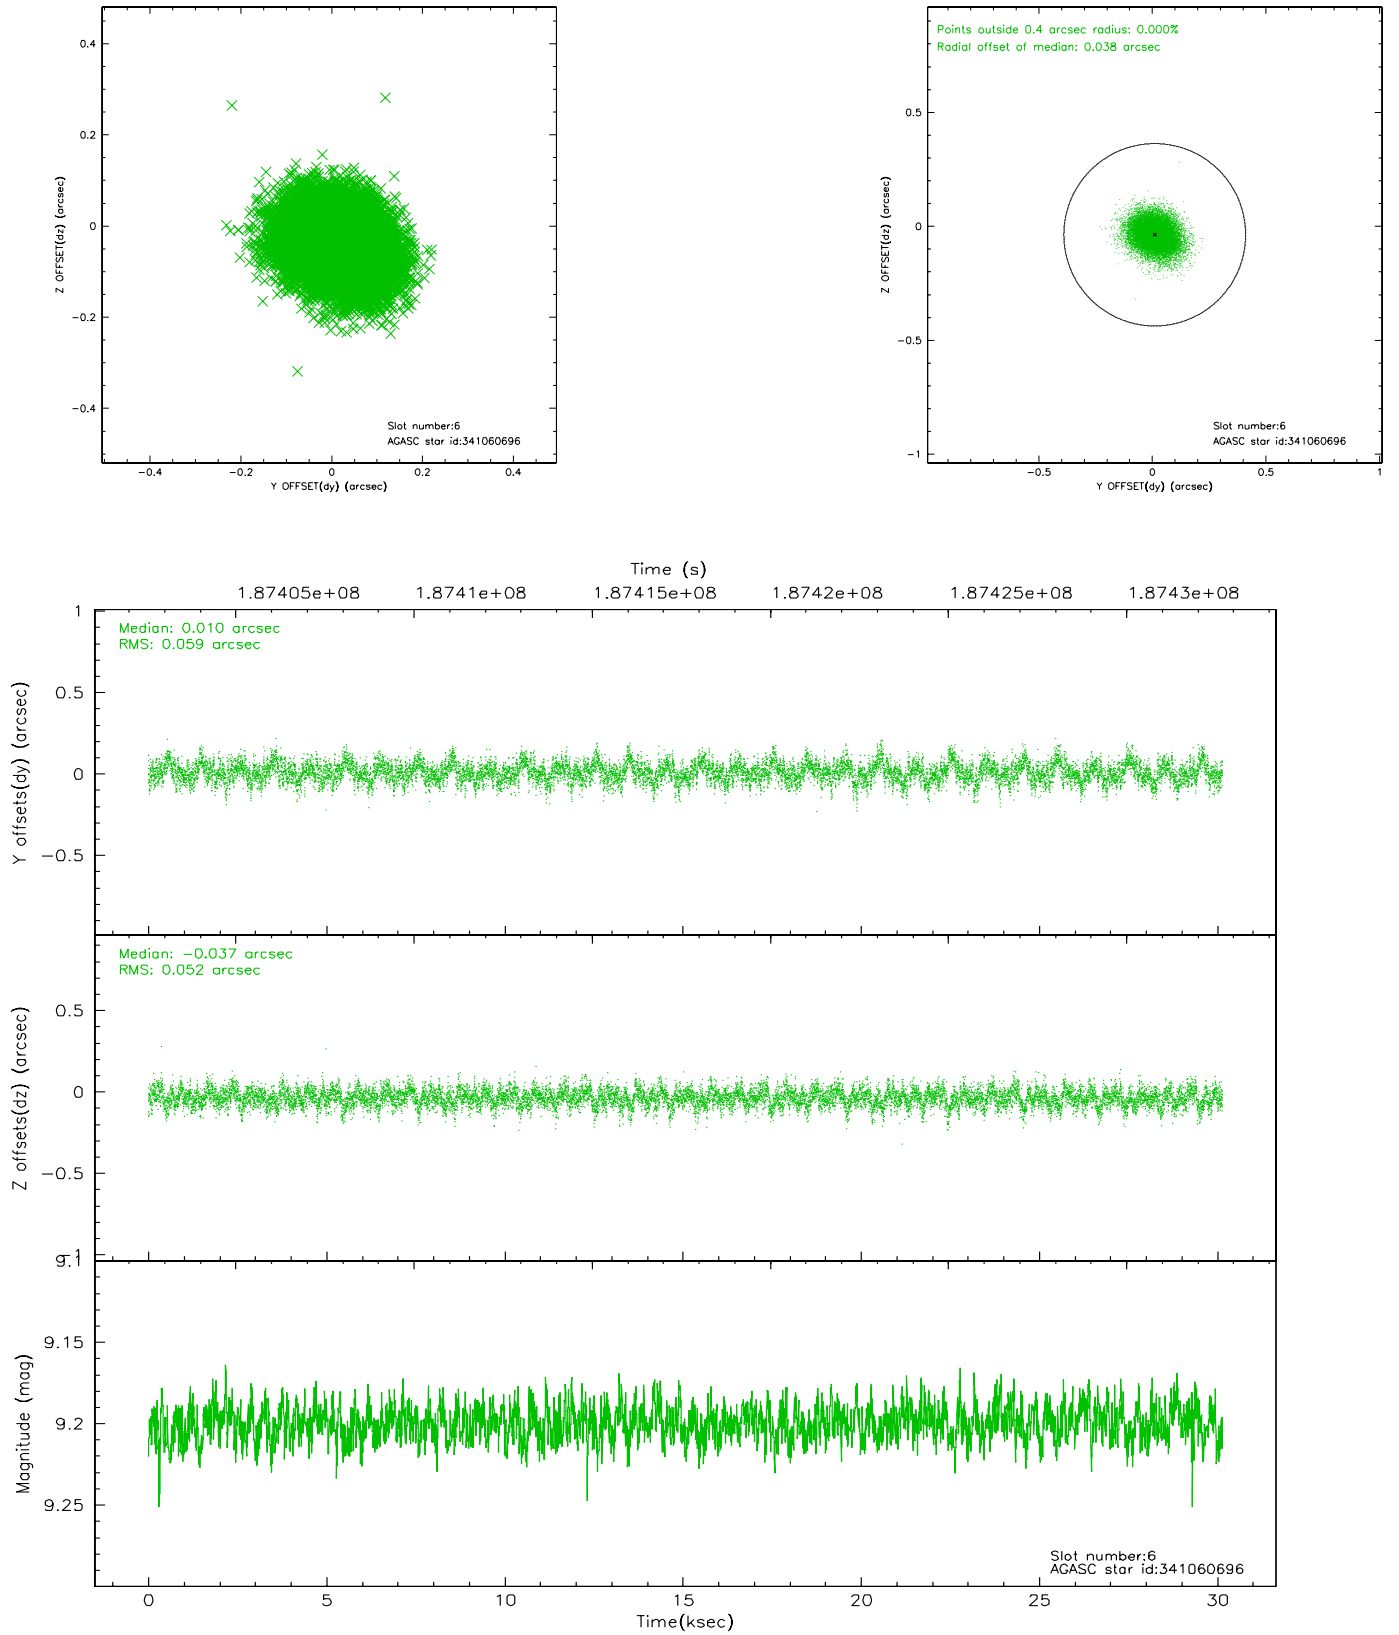 0.4
0.2
0
−0.2
−0.4
Z OFFSET(dz) (arcsec)
Slot number:6
AGASC star id:341060696
−0.4 −0.2 0 0.2 0.4
Y OFFSET(dy) (arcsec)
Points outside 0.4 arcsec radius: 0.000%
Radial offset of median: 0.038 arcsec
0.5
0
−0.5
−1
Z OFFSET(dz) (arcsec)
Slot number:6
AGASC star id:341060696
−0.5 0 0.5 1
Y OFFSET(dy) (arcsec)
Time (s)
1.87405e+08 1.8741e+08 1.87415e+08 1.8742e+08 1.87425e+08 1.8743e+08
Median: 0.010 arcsec
RMS: 0.059 arcsec
1
0.5
0
−0.5
Y offsets(dy) (arcsec)
Median: −0.037 arcsec
RMS: 0.052 arcsec
0.5
0
−0.5
−1
Z offsets(dz) (arcsec)
9.1
9.15
9.2
9.25
Magnitude (mag)
Slot number:6
AGASC star id:341060696
0 5 10 15 20 25 30
Time(ksec)